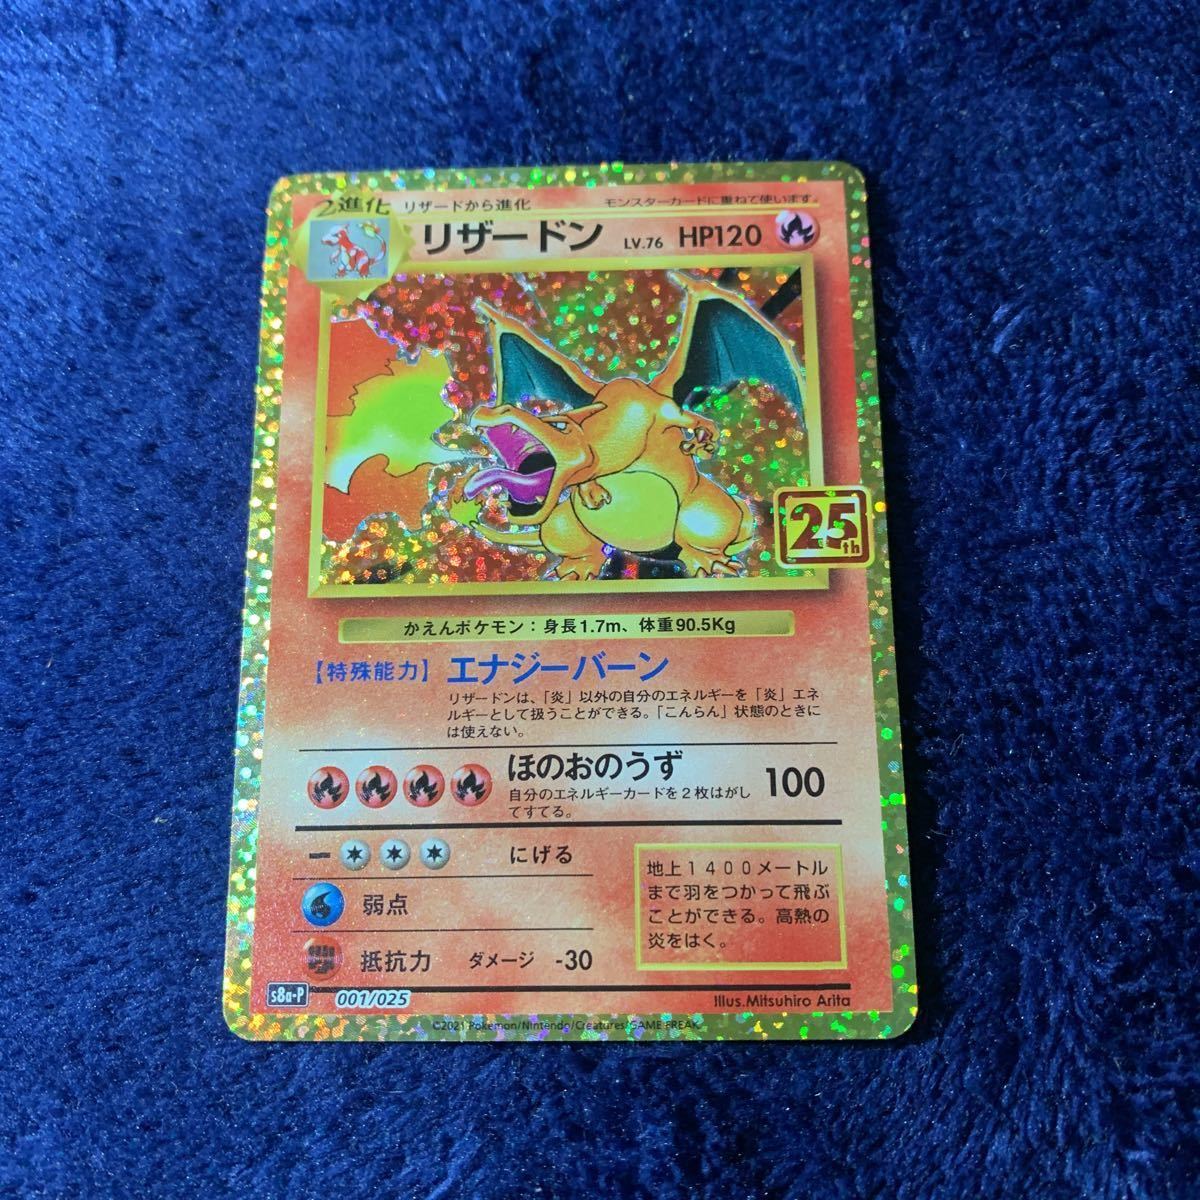 2進化 リザードから進化 モンスターカードに重ねて使います。
リザードン LV.76 HP120
25th
かえんポケモン:身長1.7m、体重90.5Kg
【特殊能力】 エナジーバーン
リザードンは、「炎」以外の自分のエネルギーを「炎」エネ
ルギーとして扱うことができる。「こんらん」状態のときに
は使えない。
ほのおのうず 100
自分のエネルギーカードを2枚はがし
てすてる。
ー にげる
弱点
抵抗力 ダメージ -30
地上1400メートル
まで羽をつかって飛ぶ
ことができる。高熱の
炎をはく。
s8a-P 001/025 Illus.Mitsuhiro Arita
©2021 Pokémon/Nintendo/Creatures/GAME FREAK.